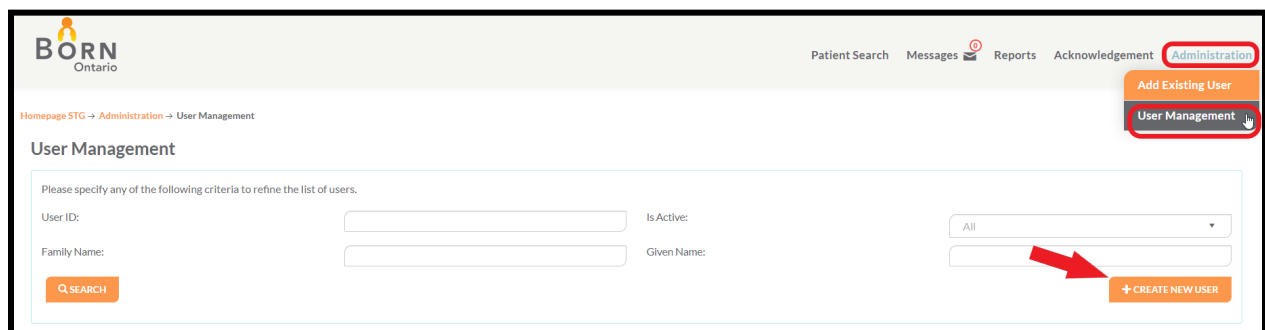 BORN
Ontario
Patient Search Messages 0 Reports Acknowledgement Administration
Add Existing User
User Management
Homepage STG → Administration → User Management
User Management
Please specify any of the following criteria to refine the list of users.
User ID: Is Active: All
Family Name: Given Name:
SEARCH + CREATE NEW USER